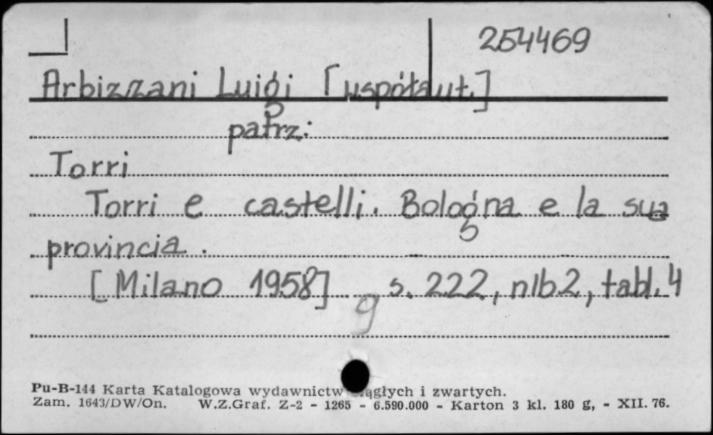 254469
Arbizzani Luigi [współaut.]
patrz:
Torri
Torri e castelli. Bologna e la sua
provincia.
[Milano 1958] s. 222, nlb.2, tabl. 4
g
Pu-B-144 Karta Katalogowa wydawnictw ciągłych i zwartych.
Zam. 1643/DW/On. W.Z.Graf. Z-2 - 1265 - 6.590.000 - Karton 3 kl. 180 g, - XII. 76.